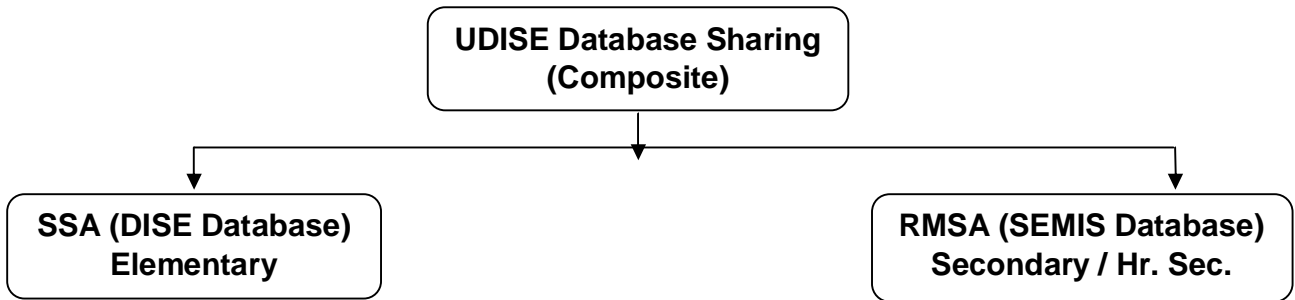 UDISE Database Sharing
(Composite)
SSA (DISE Database)
Elementary
RMSA (SEMIS Database)
Secondary / Hr. Sec.